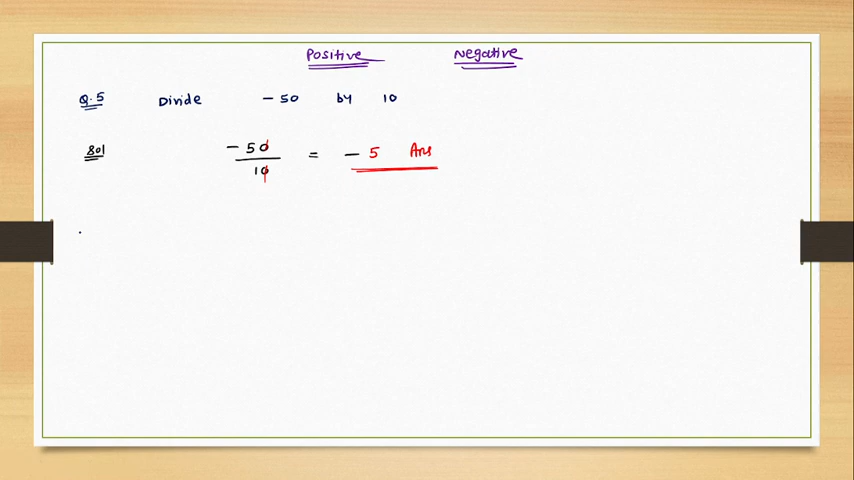 Positive Negative
Q.5 Divide - 50 by 10
Sol -50/10 = - 5 Ans